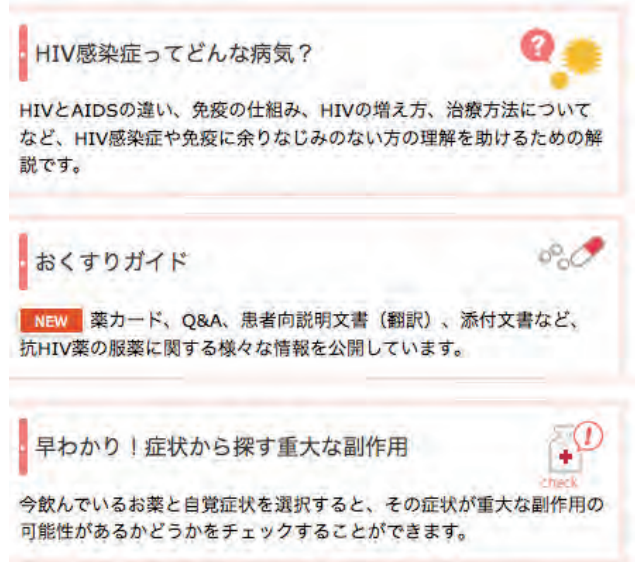 HIV感染症ってどんな病気？
?
HIVとAIDSの違い、免疫の仕組み、HIVの増え方、治療方法について
など、HIV感染症や免疫に余りなじみのない方の理解を助けるための解
説です。
おくすりガイド
NEW 薬カード、Q&A、患者向説明文書（翻訳）、添付文書など、
抗HIV薬の服薬に関する様々な情報を公開しています。
早わかり！症状から探す重大な副作用
!
check
今飲んでいるお薬と自覚症状を選択すると、その症状が重大な副作用の
可能性があるかどうかをチェックすることができます。